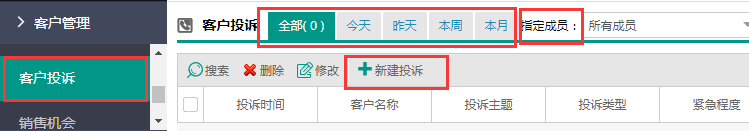 客户管理
客户投诉
销售机会
客户投诉 全部( 0 ) 今天 昨天 本周 本月 指定成员： 所有成员
搜索 删除 修改 新建投诉
投诉时间 客户名称 投诉主题 投诉类型 紧急程度